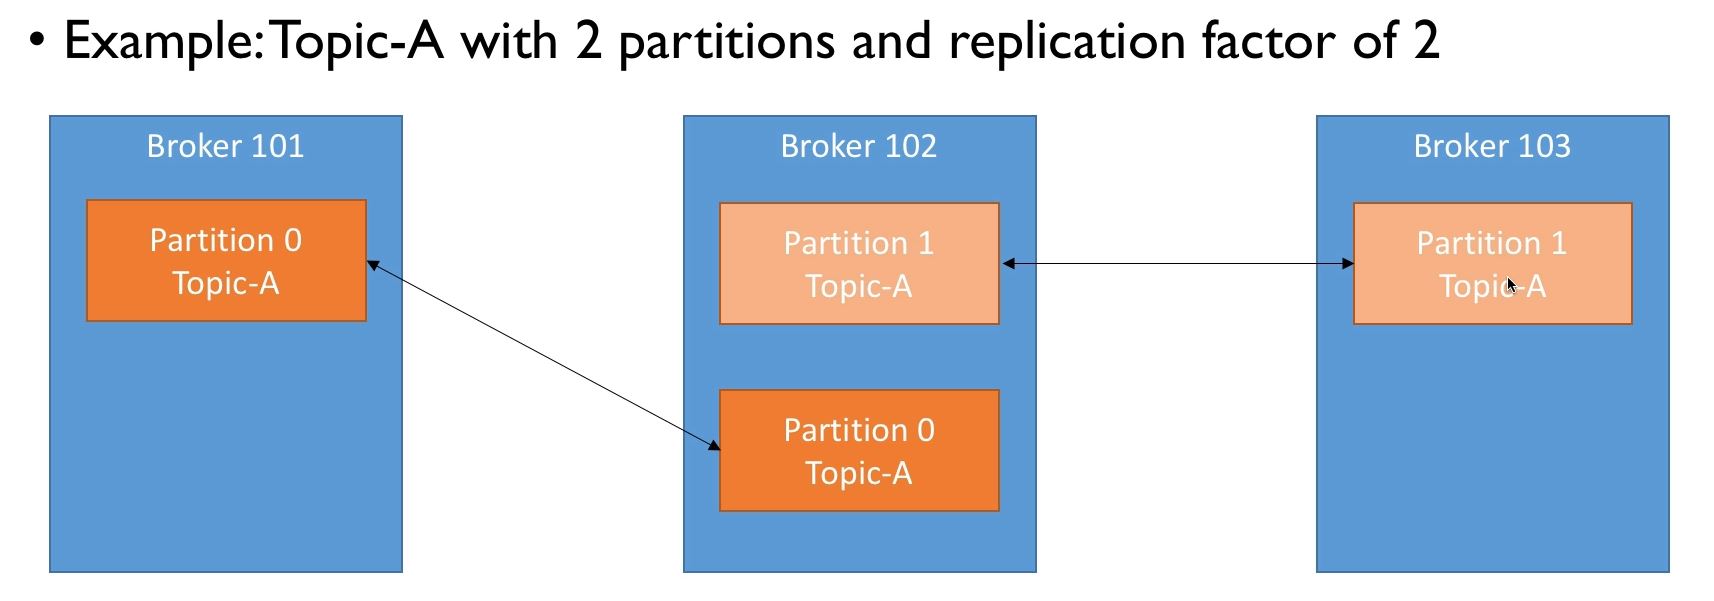 • Example: Topic-A with 2 partitions and replication factor of 2
Broker 101
Partition 0
Topic-A
Broker 102
Partition 1
Topic-A
Partition 0
Topic-A
Broker 103
Partition 1
Topic-A